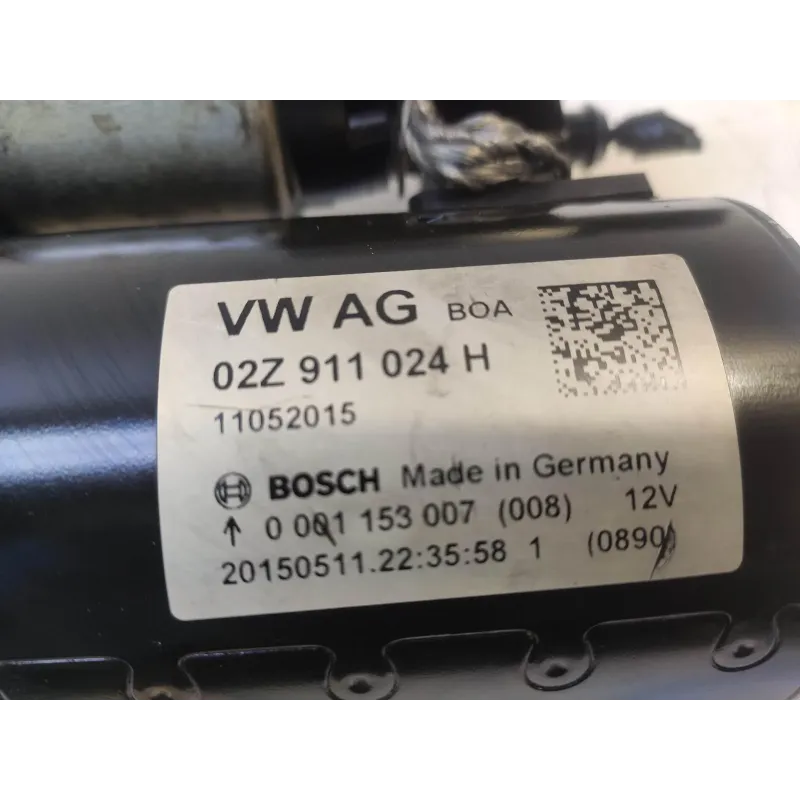 VW AG BOA
02Z 911 024 H
11052015
BOSCH Made in Germany
↑ 0 001 153 007 (008) 12V
20150511.22:35:58 1 (0890)